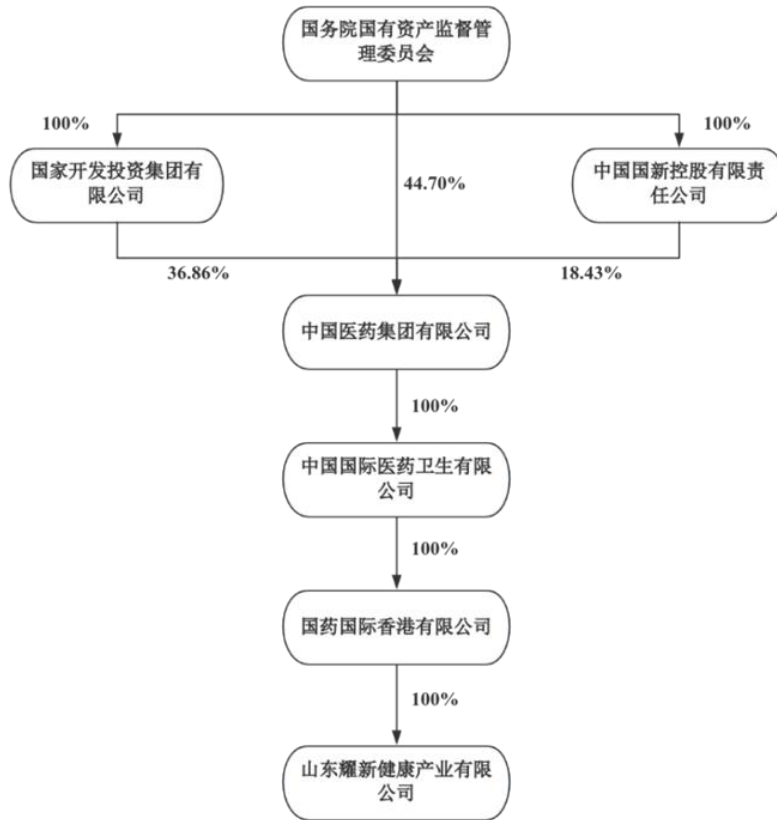 国务院国有资产监督管
理委员会
100%
100%
国家开发投资集团有
限公司
44.70%
中国国新控股有限责
任公司
36.86%
18.43%
中国医药集团有限公司
100%
中国国际医药卫生有限
公司
100%
国药国际香港有限公司
100%
山东耀新健康产业有限
公司